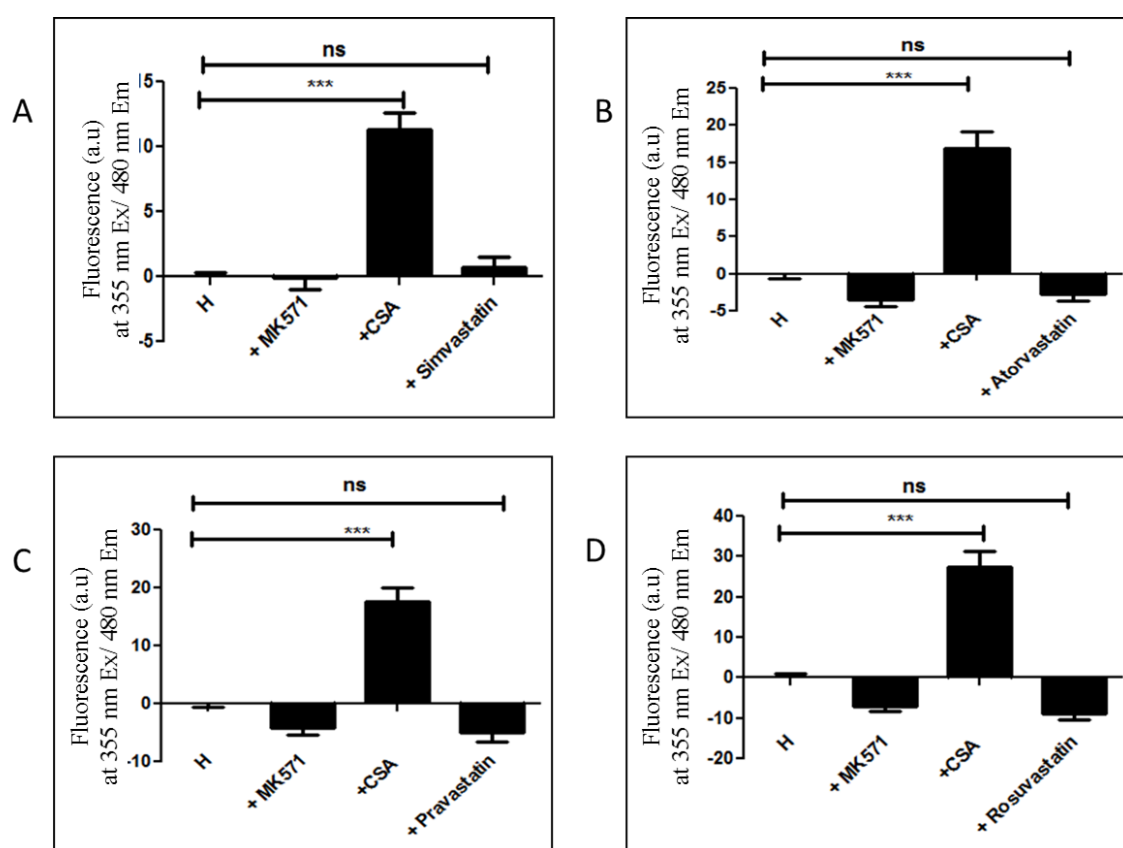 A
ns
***
Fluorescence (a.u)
at 355 nm Ex/ 480 nm Em
15
10
5
0
-5
H
+ MK571
+CSA
+ Simvastatin
B
ns
***
Fluorescence (a.u)
at 355 nm Ex/ 480 nm Em
25
20
15
10
5
0
-5
H
+ MK571
+CSA
+ Atorvastatin
C
ns
***
Fluorescence (a.u)
at 355 nm Ex/ 480 nm Em
30
20
10
0
-10
H
+ MK571
+CSA
+ Pravastatin
D
ns
***
Fluorescence (a.u)
at 355 nm Ex/ 480 nm Em
40
30
20
10
0
-10
-20
H
+ MK571
+CSA
+ Rosuvastatin